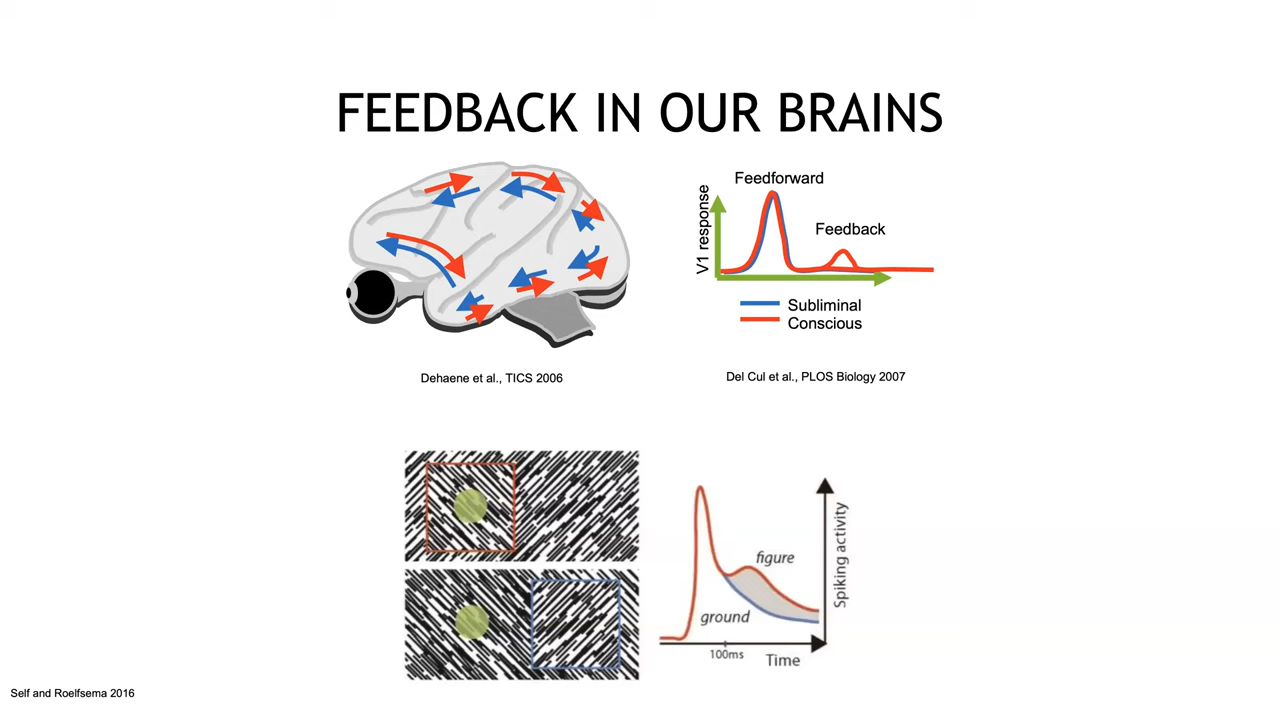 FEEDBACK IN OUR BRAINS
Feedforward
V1 response
Feedback
Subliminal
Conscious
Dehaene et al., TICS 2006
Del Cul et al., PLOS Biology 2007
figure
Spiking activity
ground
100ms
Time
Self and Roelfsema 2016